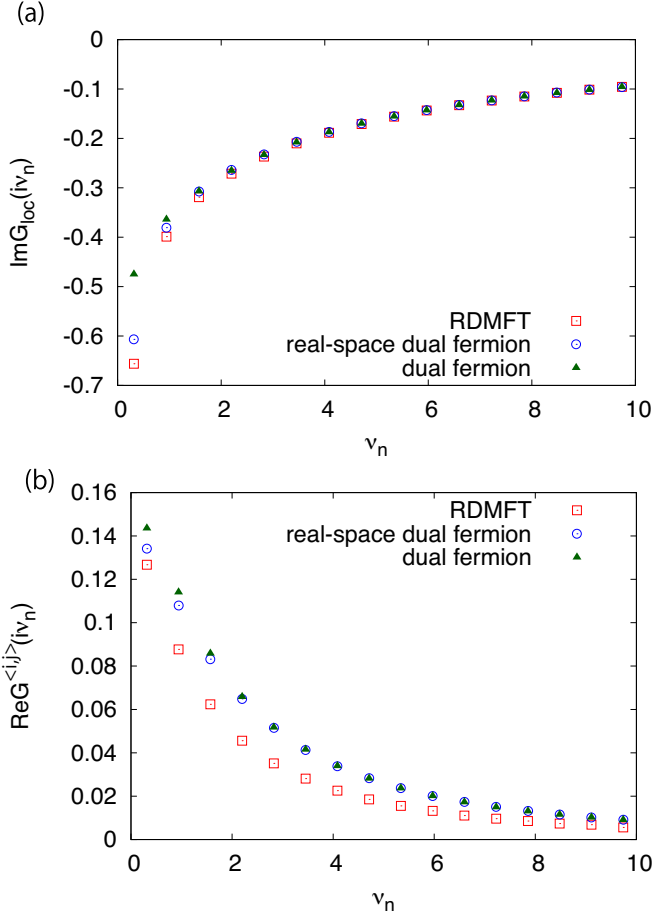 (a)
0
-0.1
-0.2
-0.3
-0.4
-0.5
-0.6
-0.7
ImG_loc(iν_n)
RDMFT
real-space dual fermion
dual fermion
0 2 4 6 8 10
ν_n
(b)
0.16
0.14
0.12
0.1
0.08
0.06
0.04
0.02
0
ReG^<i,j>(iν_n)
RDMFT
real-space dual fermion
dual fermion
0 2 4 6 8 10
ν_n